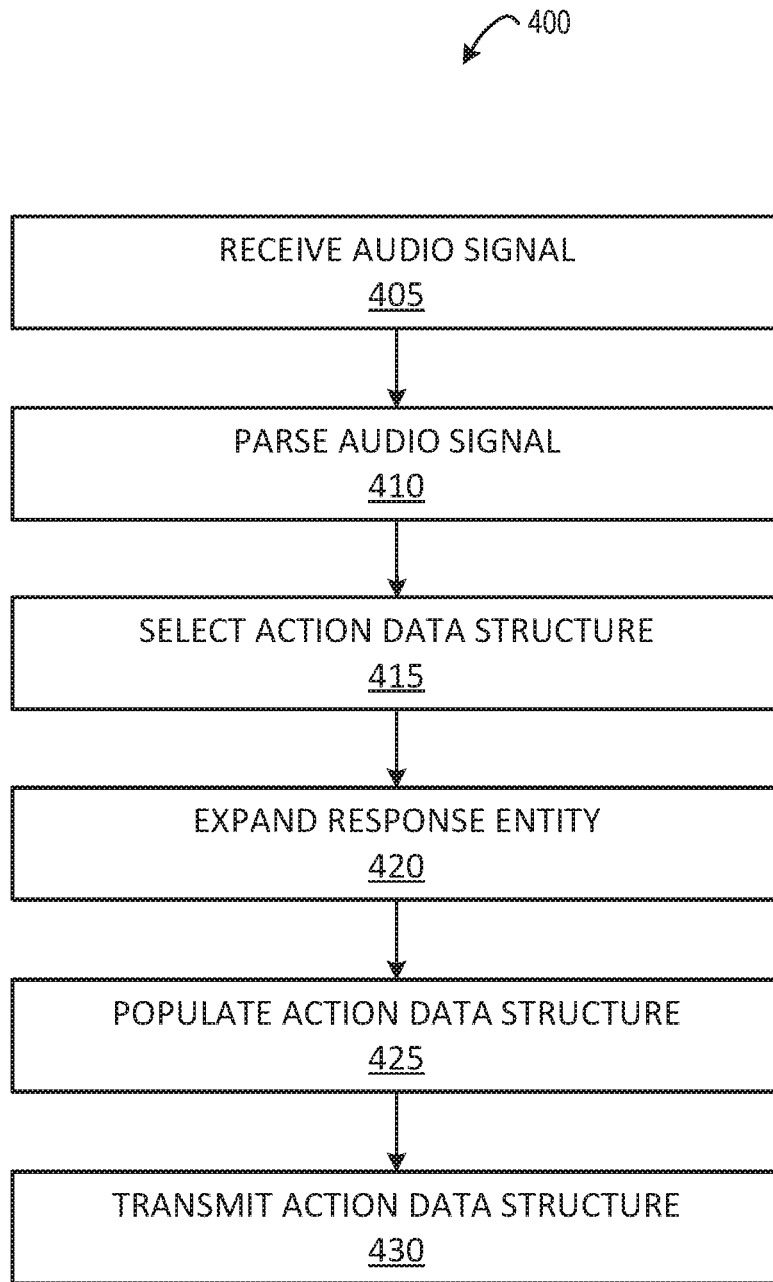 400
RECEIVE AUDIO SIGNAL
405
PARSE AUDIO SIGNAL
410
SELECT ACTION DATA STRUCTURE
415
EXPAND RESPONSE ENTITY
420
POPULATE ACTION DATA STRUCTURE
425
TRANSMIT ACTION DATA STRUCTURE
430